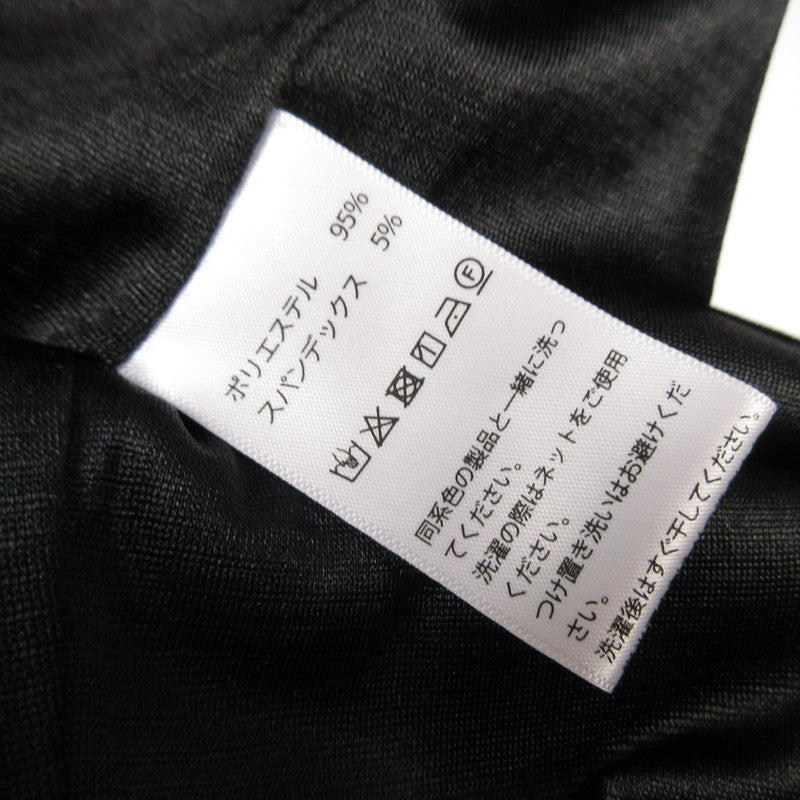 ポリエステル 95%
スパンデックス 5%
F
同系色の製品と一緒に洗っ
てください。
洗濯の際はネットをご使用
ください。
つけ置き洗いはお避けくだ
さい。
洗濯後はすぐ干してください。